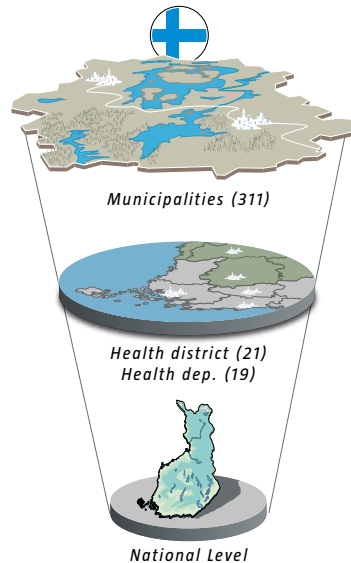 Municipalities (311)
Health district (21)
Health dep. (19)
National Level